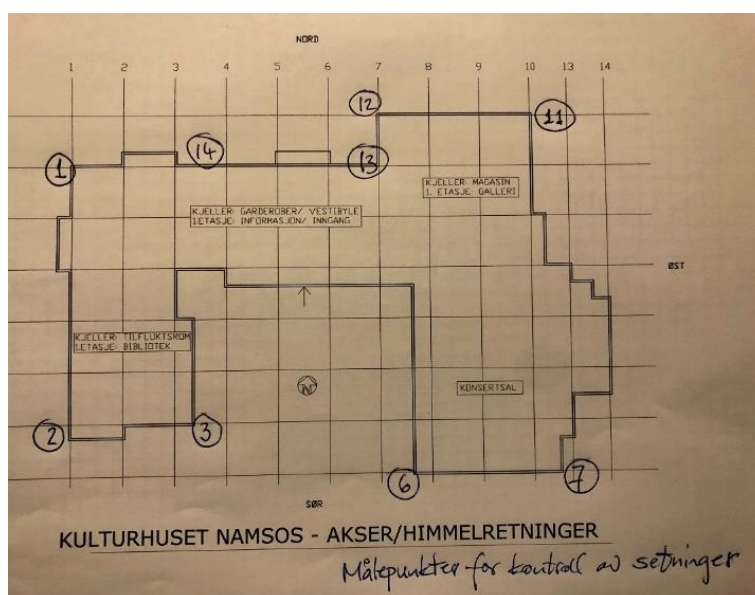 NORD
1 2 3 4 5 6 7 8 9 10 13 14
12
11
1
14
13
KJELLER: MAGASIN
1. ETASJE: GALLERI
KJELLER: GARDEROBER/ VESTIBYLE
1.ETASJE: INFORMASJON/ INNGANG
ØST
KJELLER: TILFLUKTSROM
1.ETASJE: BIBLIOTEK
N
KONSERTSAL
2
3
6
7
SØR
KULTURHUSET NAMSOS - AKSER/HIMMELRETNINGER
Målepunkter for kontroll av setninger